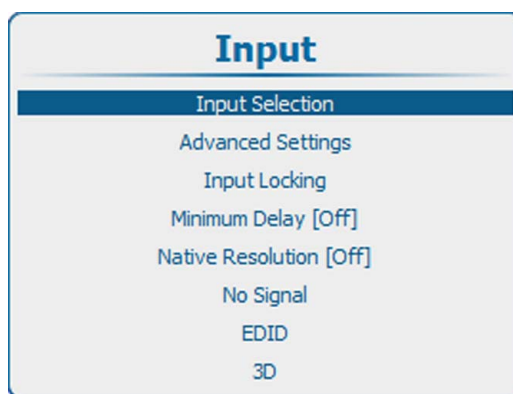 Input
Input Selection
Advanced Settings
Input Locking
Minimum Delay [Off]
Native Resolution [Off]
No Signal
EDID
3D